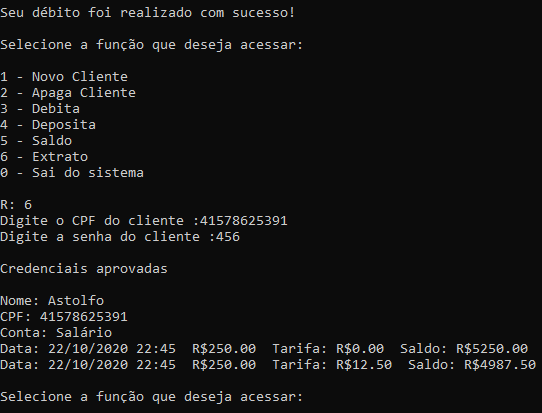 Seu débito foi realizado com sucesso!
Selecione a função que deseja acessar:
1 - Novo Cliente
2 - Apaga Cliente
3 - Debita
4 - Deposita
5 - Saldo
6 - Extrato
0 - Sai do sistema
R: 6
Digite o CPF do cliente :41578625391
Digite a senha do cliente :456
Credenciais aprovadas
Nome: Astolfo
CPF: 41578625391
Conta: Salário
Data: 22/10/2020 22:45  R$250.00  Tarifa: R$0.00  Saldo: R$5250.00
Data: 22/10/2020 22:45  R$250.00  Tarifa: R$12.50  Saldo: R$4987.50
Selecione a função que deseja acessar: